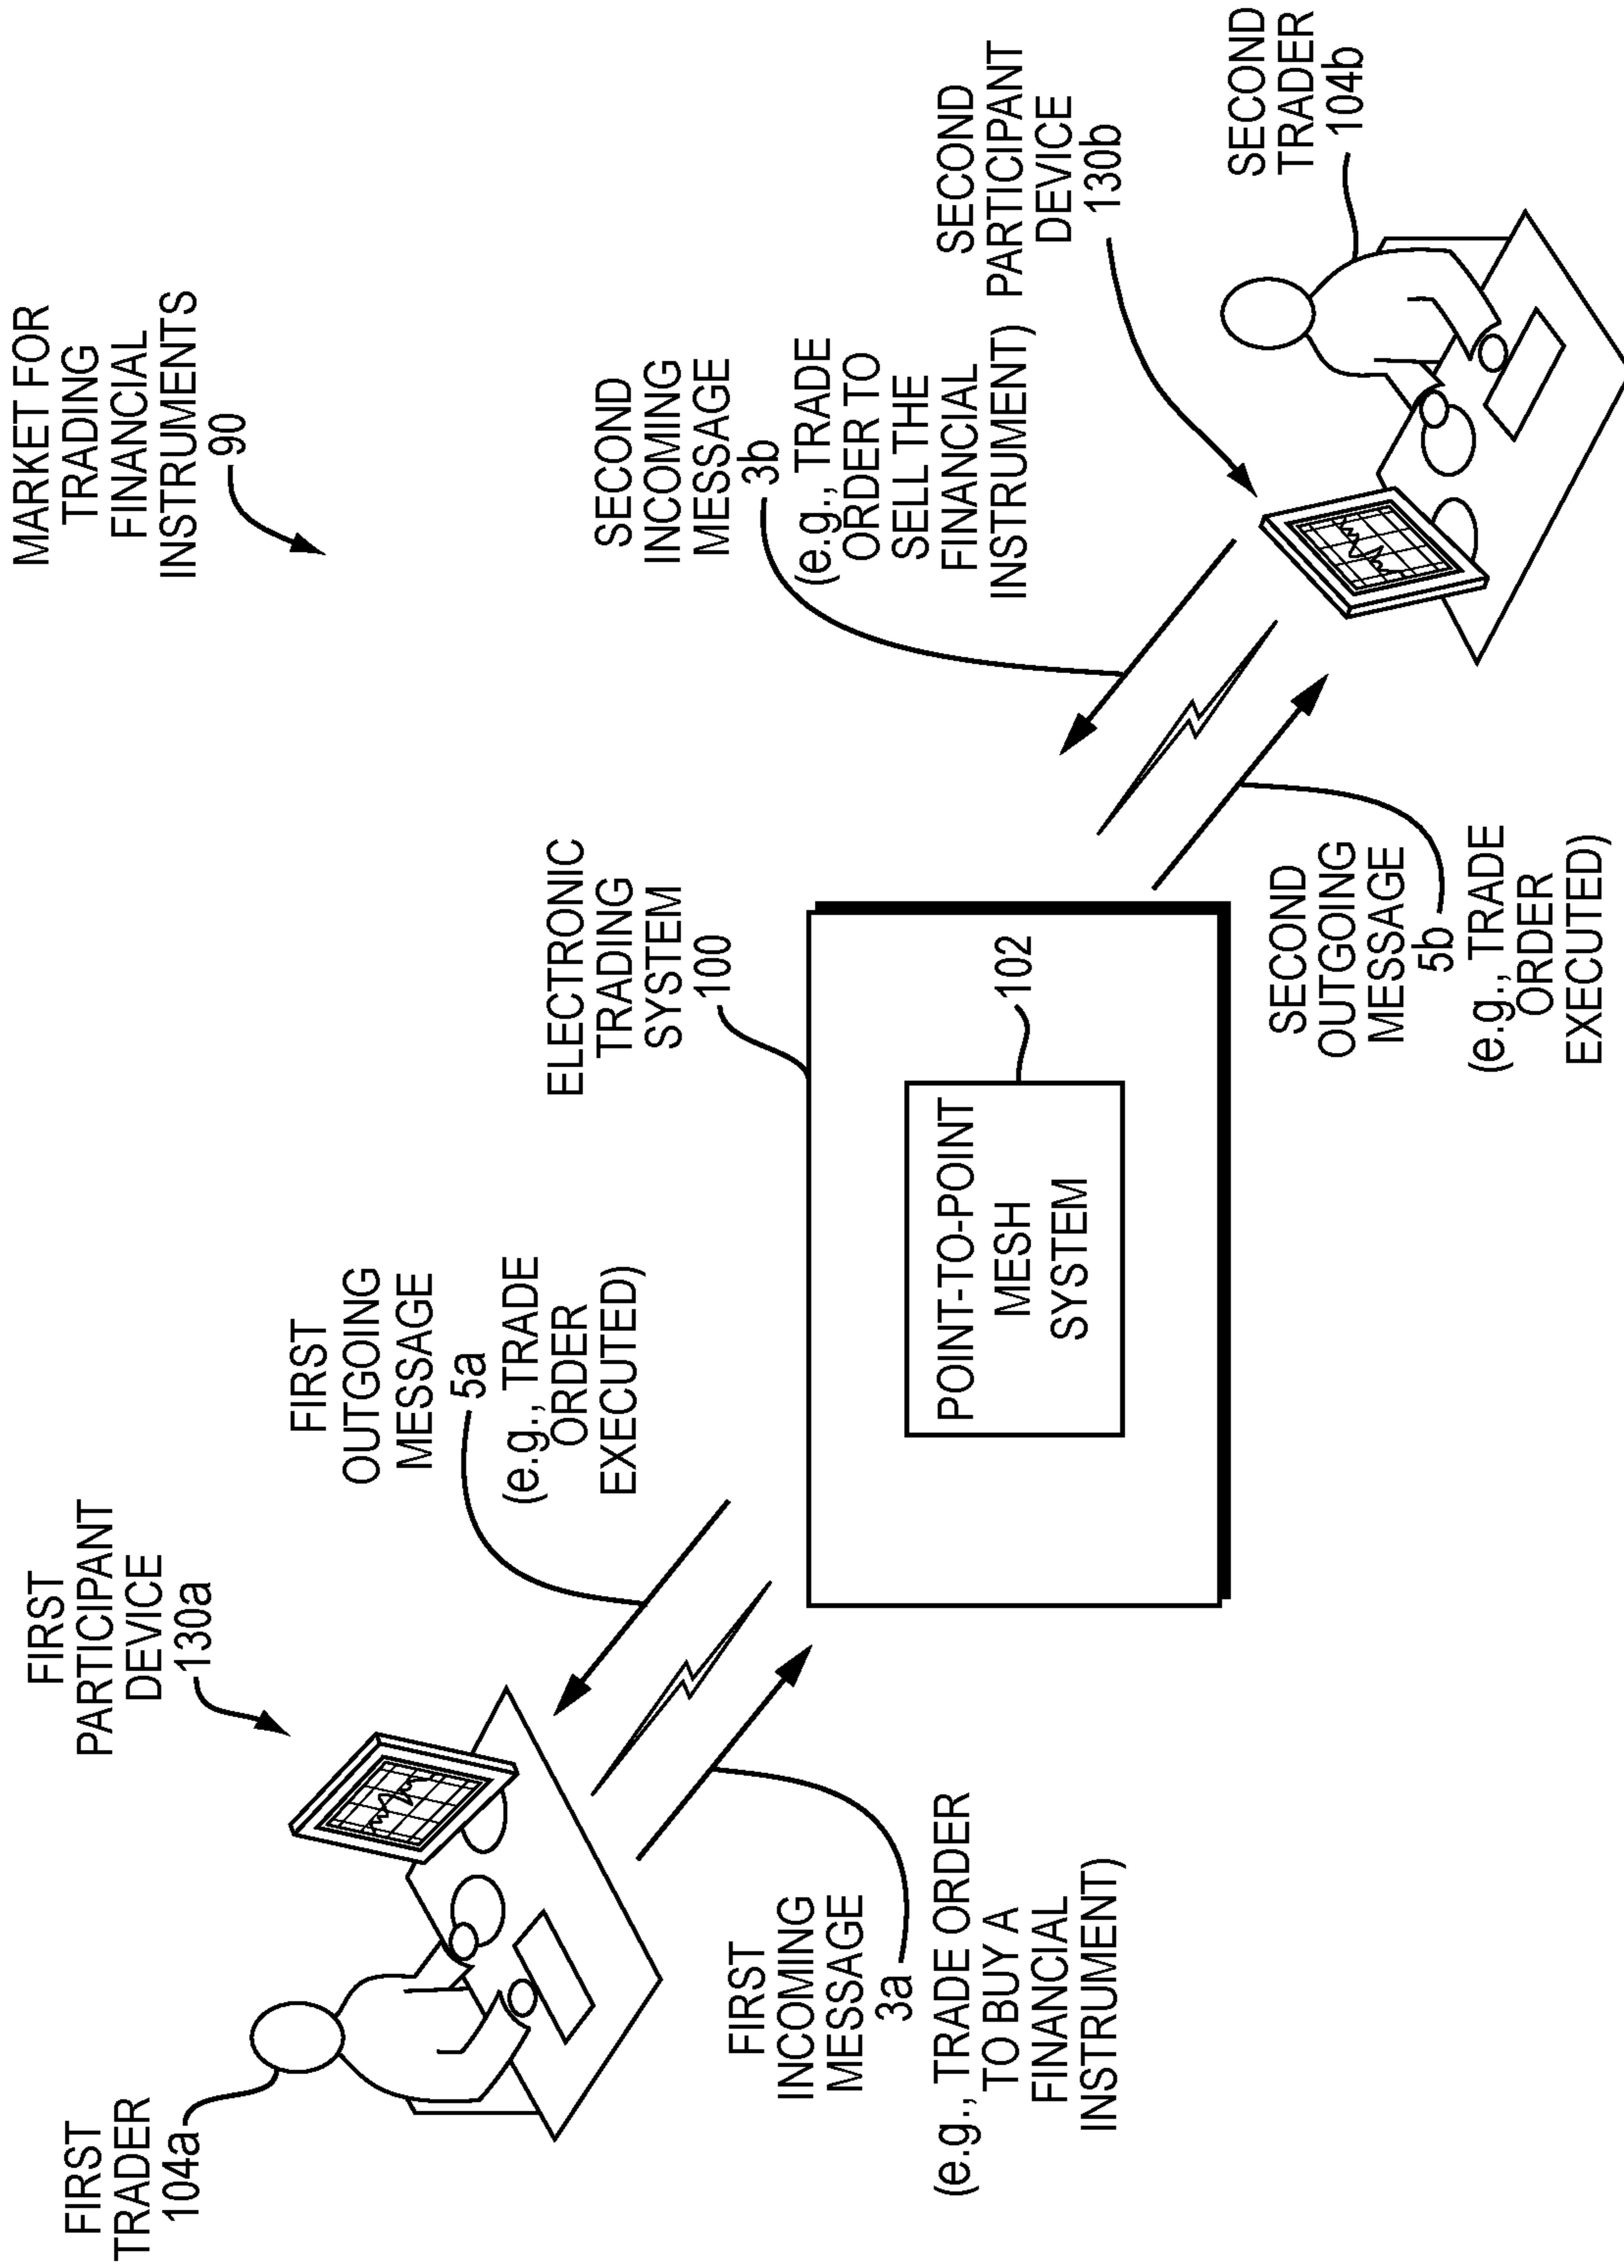 MARKET FOR
TRADING
FINANCIAL
INSTRUMENTS
90
FIRST
PARTICIPANT
DEVICE
130a
FIRST
TRADER
104a
FIRST
OUTGOING
MESSAGE
5a
(e.g., TRADE
ORDER
EXECUTED)
SECOND
INCOMING
MESSAGE
3b
(e.g., TRADE
ORDER TO
SELL THE
FINANCIAL
INSTRUMENT)
SECOND
PARTICIPANT
DEVICE
130b
SECOND
TRADER
104b
ELECTRONIC
TRADING
SYSTEM
100
POINT-TO-POINT
MESH
SYSTEM
102
FIRST
INCOMING
MESSAGE
3a
(e.g., TRADE ORDER
TO BUY A
FINANCIAL
INSTRUMENT)
SECOND
OUTGOING
MESSAGE
5b
(e.g., TRADE
ORDER
EXECUTED)